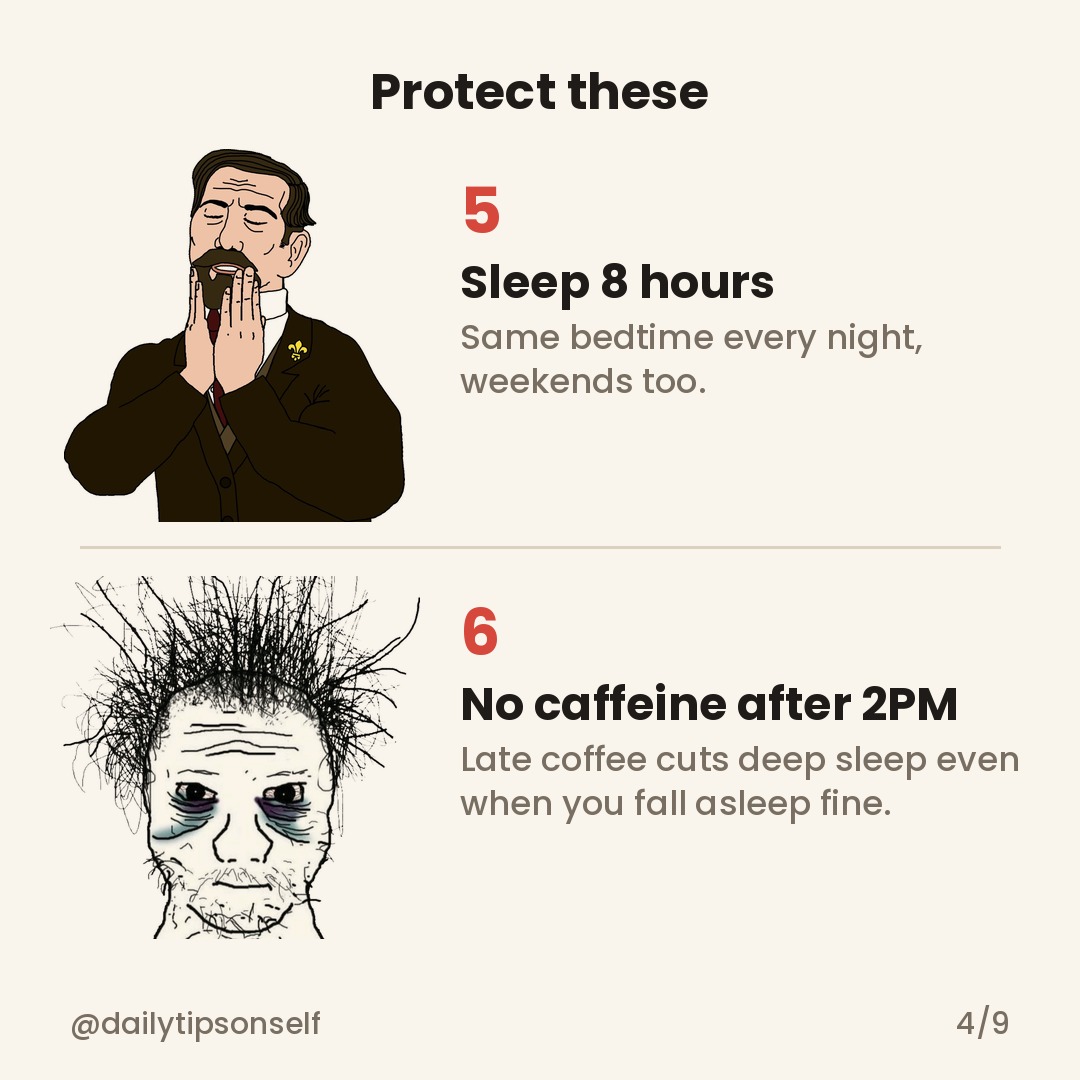 Protect these
5
Sleep 8 hours
Same bedtime every night,
weekends too.
6
No caffeine after 2PM
Late coffee cuts deep sleep even
when you fall asleep fine.
@dailytipsonself
4/9